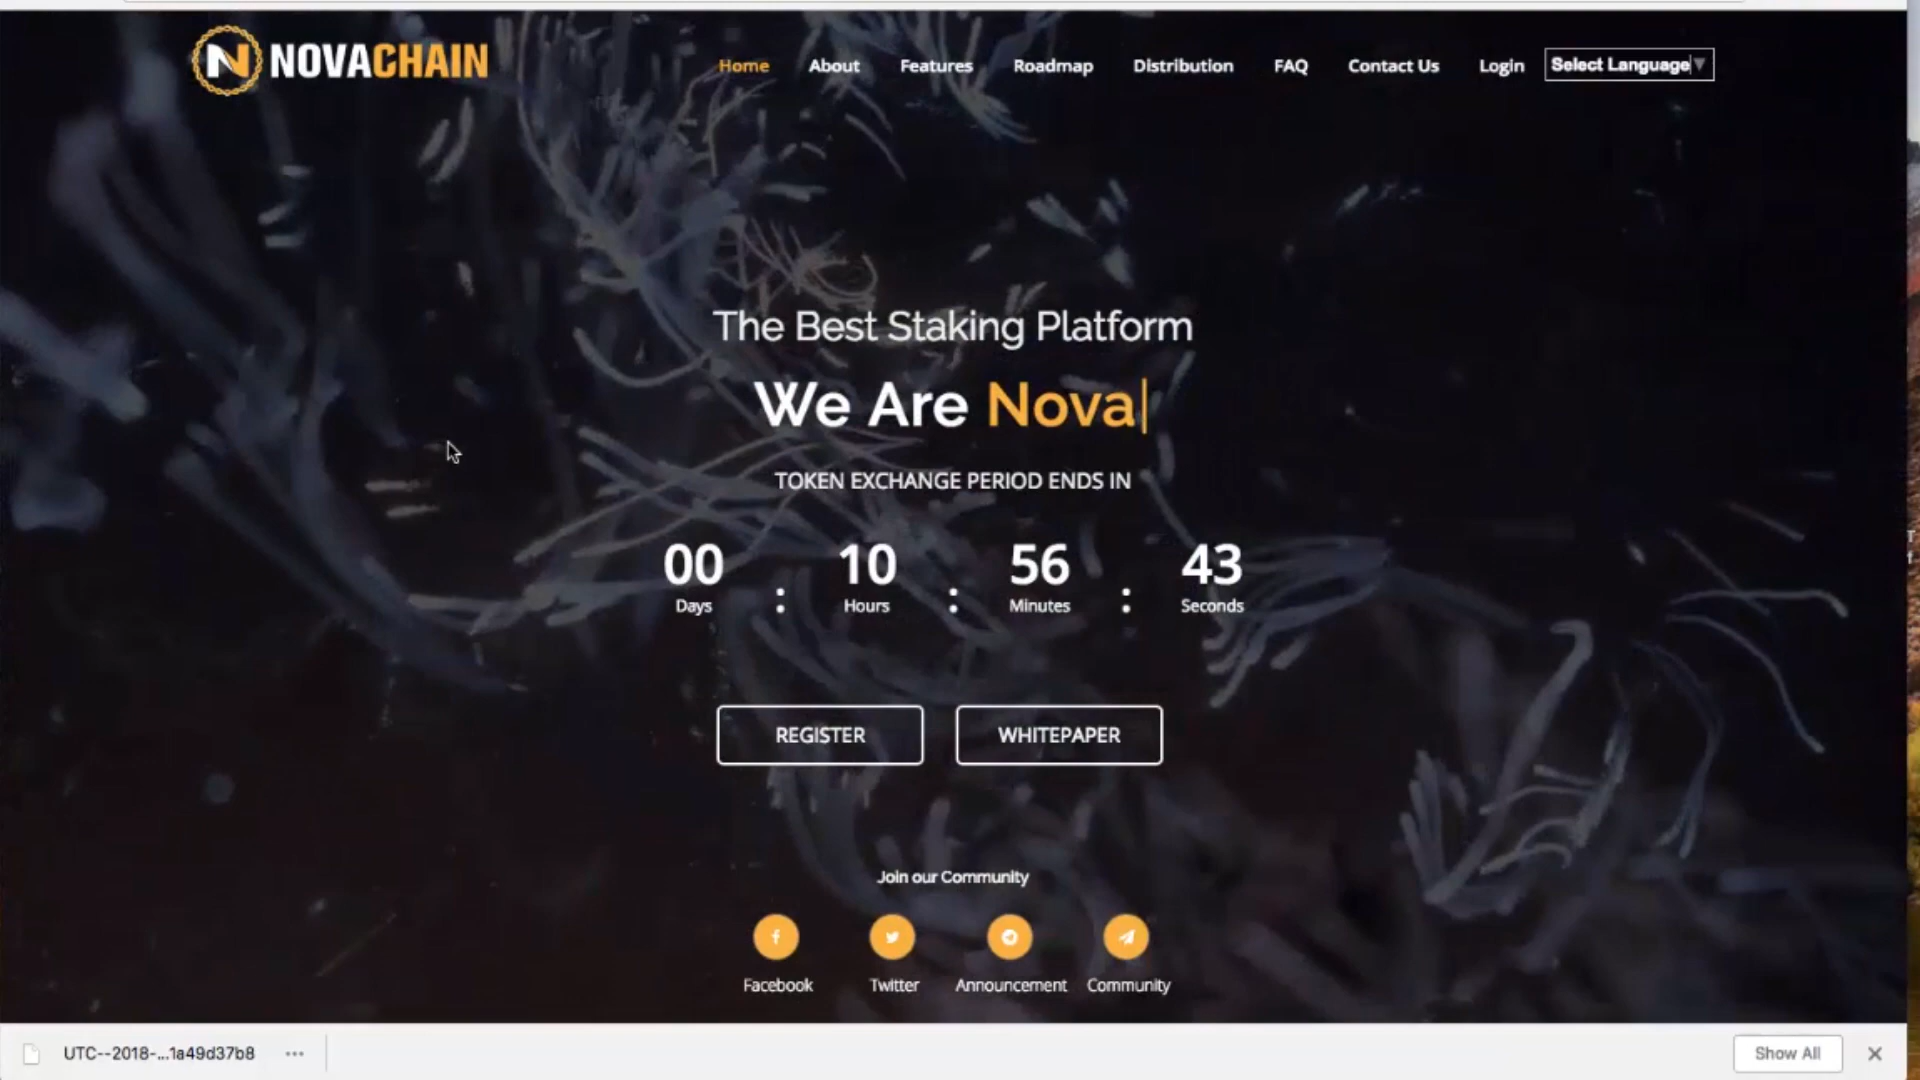 NOVACHAIN
Home About Features Roadmap Distribution FAQ Contact Us Login Select Language▼
The Best Staking Platform
We Are Nova|
TOKEN EXCHANGE PERIOD ENDS IN
00 : 10 : 56 : 43
Days Hours Minutes Seconds
REGISTER WHITEPAPER
Join our Community
Facebook Twitter Announcement Community
UTC--2018-...1a49d37b8 Show All